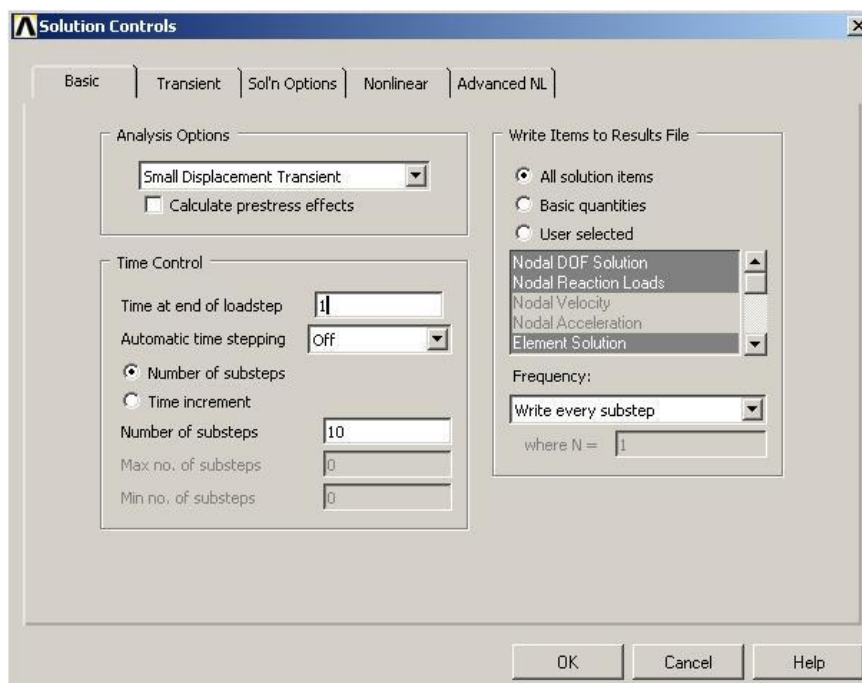 Solution Controls
Basic
Transient
Sol'n Options
Nonlinear
Advanced NL
Analysis Options
Small Displacement Transient
Calculate prestress effects
Time Control
Time at end of loadstep 1
Automatic time stepping Off
Number of substeps
Time increment
Number of substeps 10
Max no. of substeps 0
Min no. of substeps 0
Write Items to Results File
All solution items
Basic quantities
User selected
Nodal DOF Solution
Nodal Reaction Loads
Nodal Velocity
Nodal Acceleration
Element Solution
Frequency:
Write every substep
where N = 1
OK
Cancel
Help